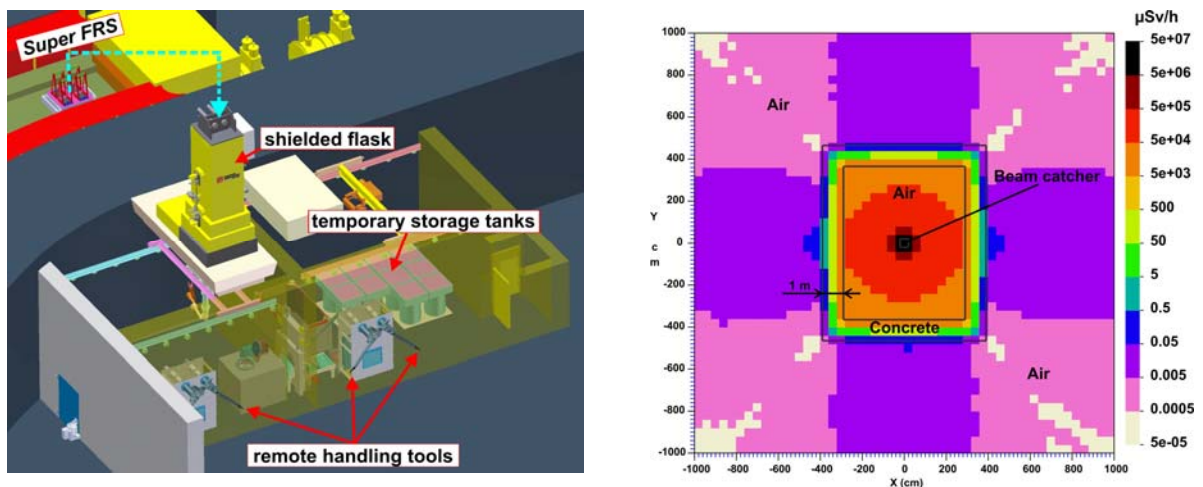 Super FRS
shielded flask
temporary storage tanks
remote handling tools
µSv/h
1000
800
600
400
200
0
-200
-400
-600
-800
-1000
Y
c m
-1000 -800 -600 -400 -200 0 200 400 600 800 1000
X (cm)
Air
Air
Beam catcher
1 m
Concrete
Air
5e+07
5e+06
5e+05
5e+04
5e+03
500
50
5
0.5
0.05
0.005
0.0005
5e-05